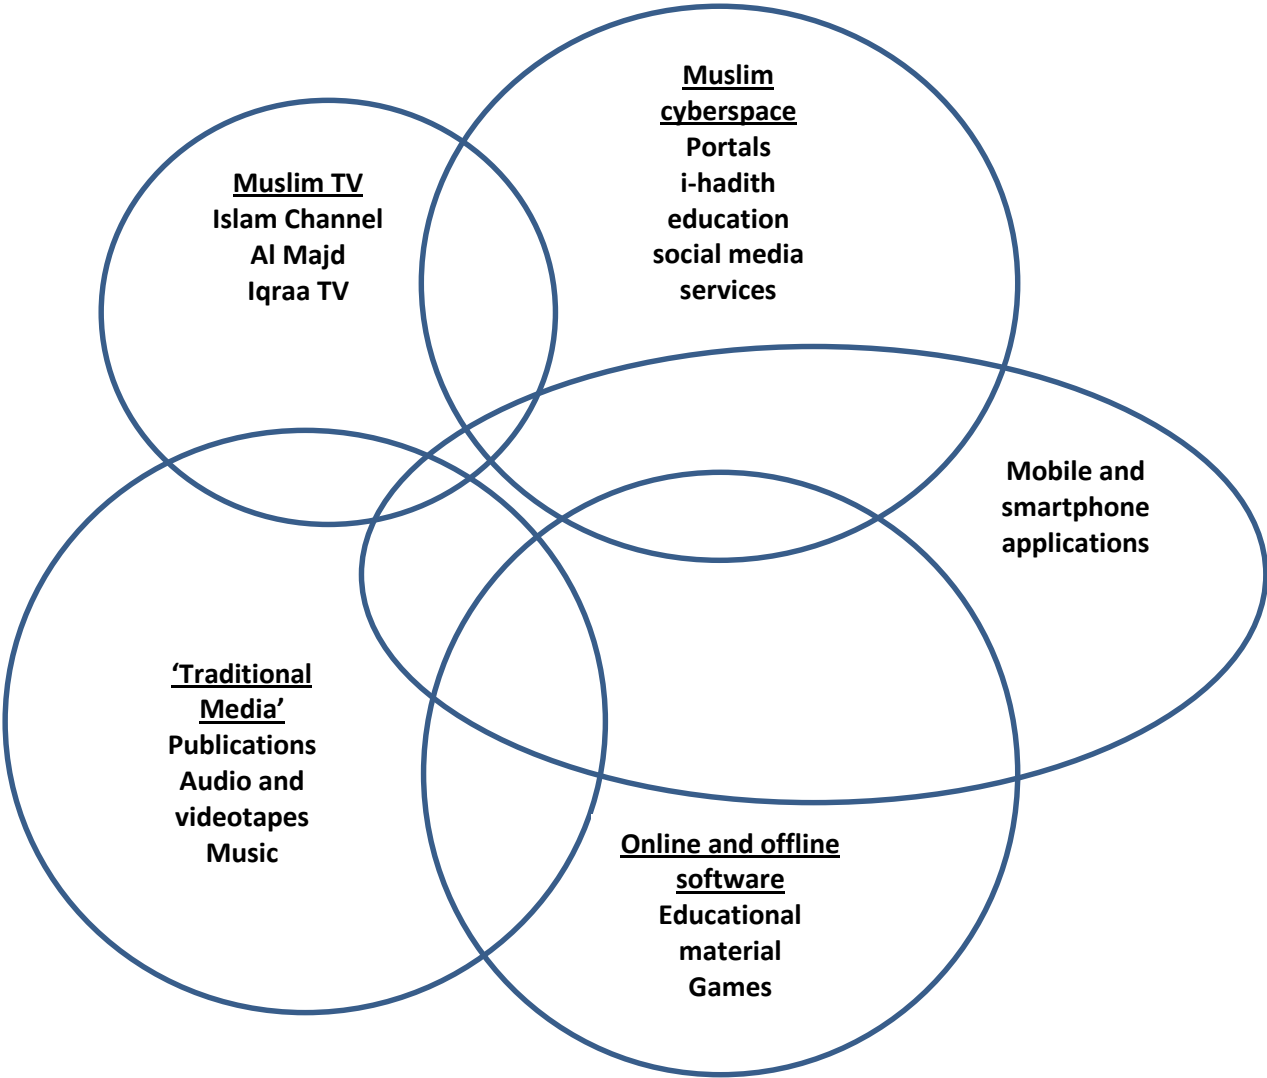 Muslim
cyberspace
Portals
i-hadith
education
social media
services
Muslim TV
Islam Channel
Al Majd
Iqraa TV
Mobile and
smartphone
applications
‘Traditional
Media’
Publications
Audio and
videotapes
Music
Online and offline
software
Educational
material
Games